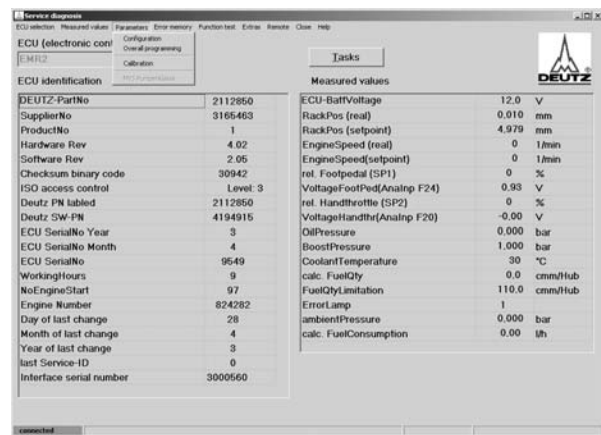 Service diagnosis
ECU selection Measured values Parameters Error memory Function test Extras Remote Close Help
Configuration
Overall programming
Calibration
ECU (electronic cont
EMR2
Tasks
DEUTZ
ECU identification
Measured values
DEUTZ-PartNo 2112850
SupplierNo 3165463
ProductNo 1
Hardware Rev 4.02
Software Rev 2.05
Checksum binary code 30942
ISO access control Level: 3
Deutz PN labled 2112850
Deutz SW-PN 4194915
ECU SerialNo Year 3
ECU SerialNo Month 4
ECU SerialNo 9549
WorkingHours 9
NoEngineStart 97
Engine Number 824282
Day of last change 28
Month of last change 4
Year of last change 3
last Service-ID 0
Interface serial number 3000560
ECU-BattVoltage 12,0 V
RackPos (real) 0,010 mm
RackPos (setpoint) 4,979 mm
EngineSpeed (real) 0 1/min
EngineSpeed(setpoint) 0 1/min
rel. Footpedal (SP1) 0 %
VoltageFootPed(AnaInp F24) 0,93 V
rel. Handthrottle (SP2) 0 %
VoltageHandthr(AnaInp F20) -0,00 V
OilPressure 0,000 bar
BoostPressure 1,000 bar
CoolantTemperature 30 °C
calc. FuelQty 0,0 cmm/Hub
FuelQtyLimitation 110,0 cmm/Hub
ErrorLamp 1
ambientPressure 0,000 bar
calc. FuelConsumption 0,00 l/h
connected